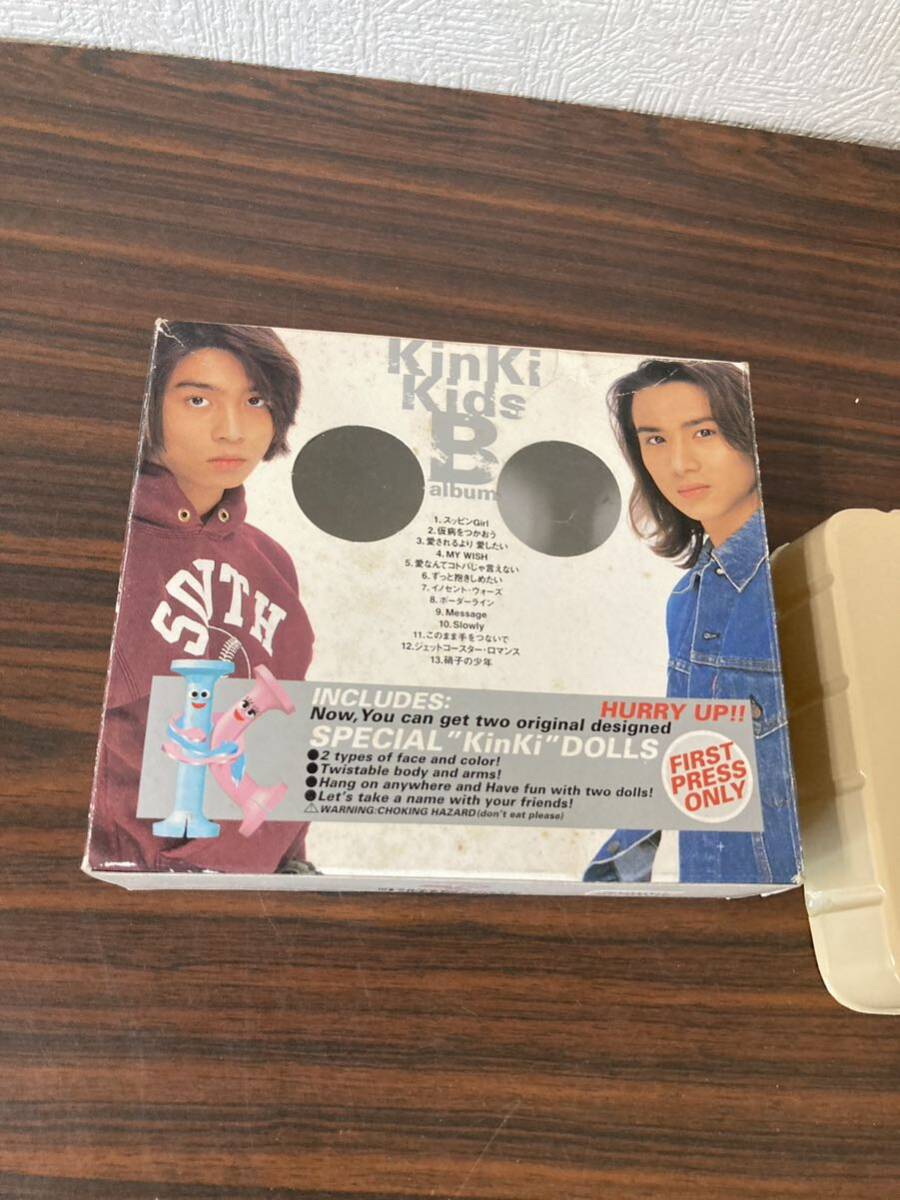 KinKi
Kids
B
album
1. スッピンGirl
2. 仮病をつかおう
3. 愛されるより 愛したい
4. MY WISH
5. 愛なんてコトバじゃ言えない
6. ずっと抱きしめたい
7. イノセント・ウォーズ
8. ボーダーライン
9. Message
10. Slowly
11. このまま手をつないで
12. ジェットコースター・ロマンス
13. 硝子の少年
INCLUDES:
HURRY UP!!
Now, You can get two original designed
SPECIAL "KinKi" DOLLS
●2 types of face and color!
●Twistable body and arms!
●Hang on anywhere and Have fun with two dolls!
●Let's take a name with your friends!
⚠WARNING:CHOKING HAZARD(don't eat please)
FIRST
PRESS
ONLY